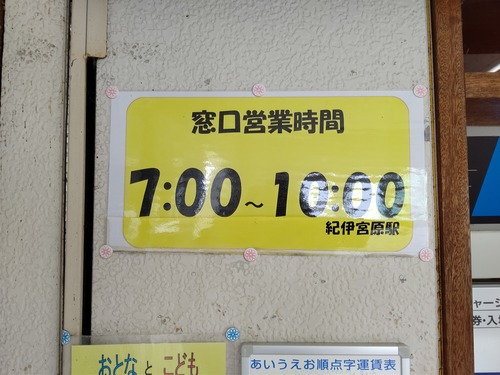 窓口営業時間
7:00~10:00
紀伊宮原駅
おとなとこども
あいうえお順点字運賃表